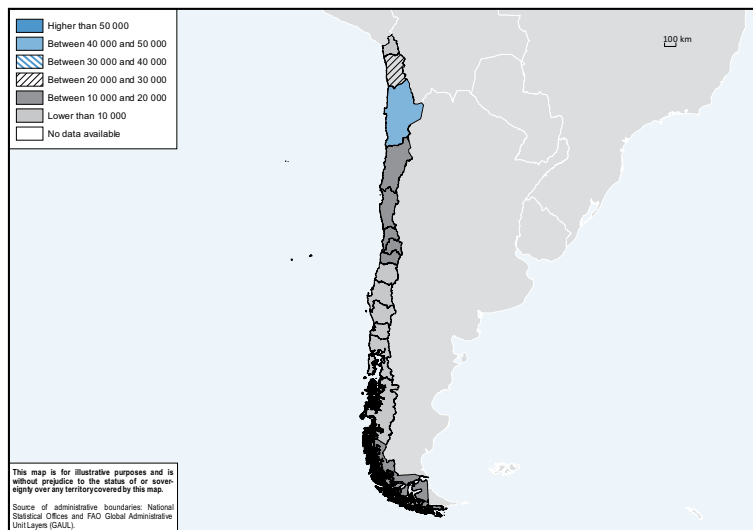 Higher than 50 000
Between 40 000 and 50 000
Between 30 000 and 40 000
Between 20 000 and 30 000
Between 10 000 and 20 000
Lower than 10 000
No data available
100 km
This map is for illustrative purposes and is
without prejudice to the status of or sover-
eignty over any territory covered by this map.
Source of administrative boundaries: National
Statistical Offices and FAO Global Administrative
Unit Layers (GAUL).